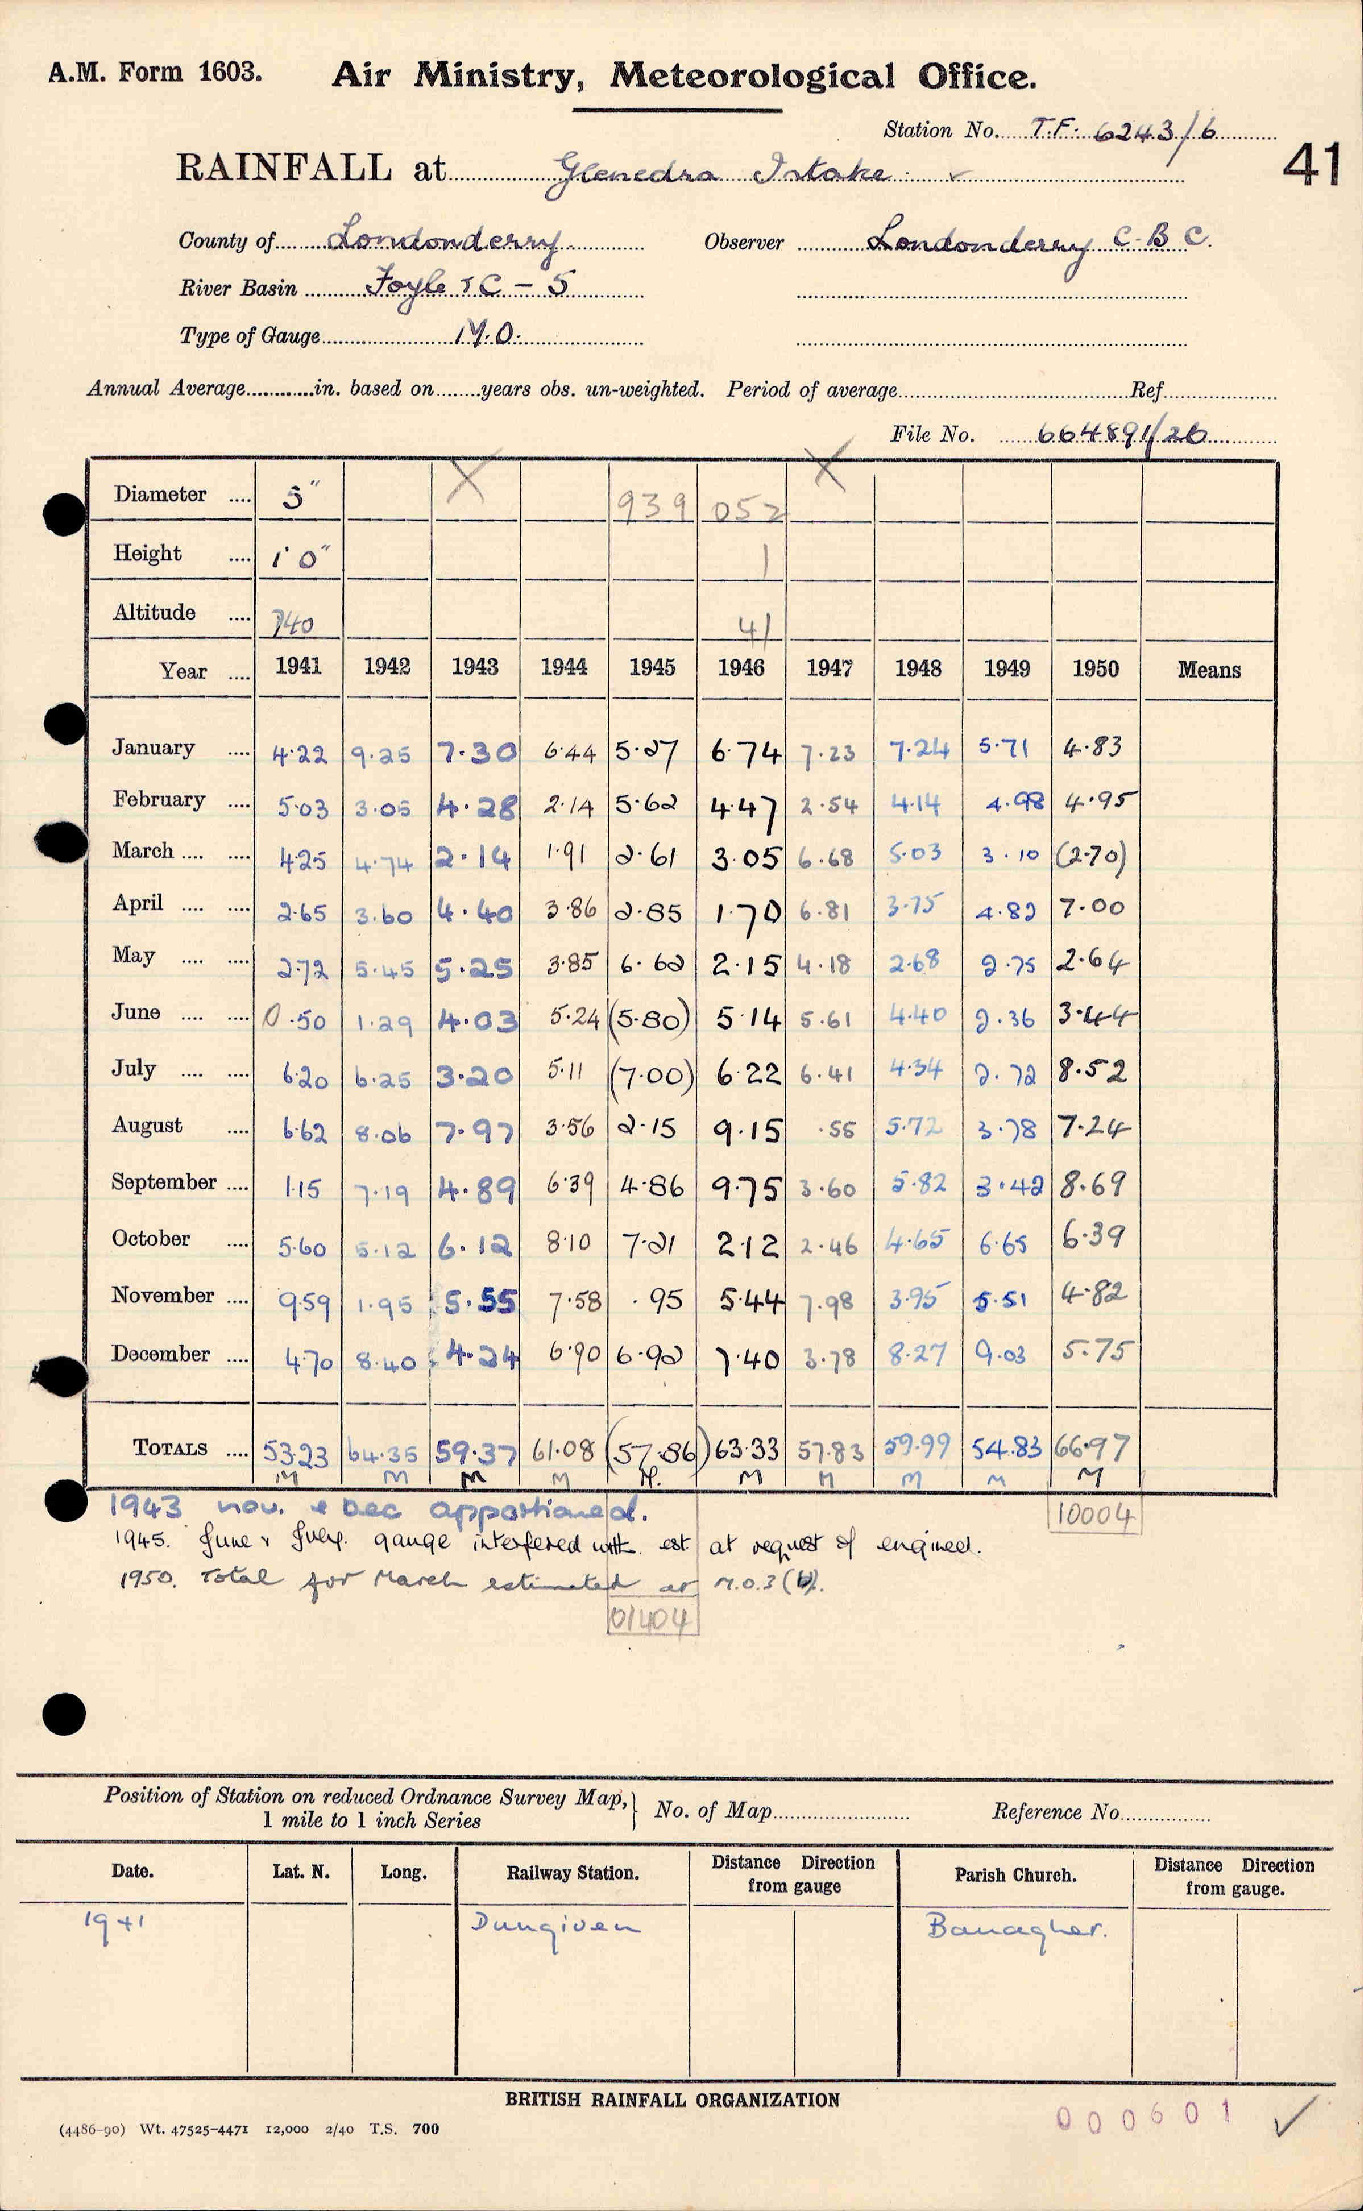 A.M. Form 1603. Air Ministry, Meteorological Office.
Station No. T.F. 6243/6
RAINFALL at Glenedra Intake. ✓
41
County of Londonderry. Observer Londonderry C.B.C.
River Basin Foyle & C - 5
Type of Gauge M.O.
Annual Average in. based on years obs. un-weighted. Period of average Ref.
File No. 664891/26
Diameter .... 5" X 939 052 X
Height .... 1' 0" 1
Altitude .... 740 41
Year .... 1941 1942 1943 1944 1945 1946 1947 1948 1949 1950 Means
January .... 4.22 9.25 7.30 6.44 5.27 6.74 7.23 7.24 5.71 4.83
February .... 5.03 3.05 4.28 2.14 5.62 4.47 2.54 4.14 4.98 4.95
March .... .... 4.25 4.74 2.14 1.91 2.61 3.05 6.68 5.03 3.10 (2.70)
April .... .... 2.65 3.60 4.40 3.86 2.85 1.70 6.81 3.75 4.82 7.00
May .... .... 2.72 5.45 5.25 3.85 6.62 2.15 4.18 2.68 2.75 2.64
June .... .... 0.50 1.29 4.03 5.24 (5.80) 5.14 5.61 4.40 2.36 3.44
July .... .... 6.20 6.25 3.20 5.11 (7.00) 6.22 6.41 4.34 2.72 8.52
August .... 6.62 8.06 7.97 3.56 2.15 9.15 .55 5.72 3.78 7.24
September .... 1.15 7.19 4.89 6.39 4.86 9.75 3.60 5.82 3.42 8.69
October .... 5.60 5.12 6.12 8.10 7.21 2.12 2.46 4.65 6.65 6.39
November .... 9.59 1.95 5.55 7.58 .95 5.44 7.98 3.95 5.51 4.82
December .... 4.70 8.40 4.24 6.90 6.92 7.40 3.78 8.27 9.03 5.75
TOTALS .... 53.23 64.35 59.37 61.08 (57.86) 63.33 57.83 59.99 54.83 66.97
M M M M M. M M M M M
1943 nov. & Dec apportioned. 10004
1945. June & July. gauge interfered with est at request of engineer.
1950. Total for March estimated at M.O.3(b).
01404
Position of Station on reduced Ordnance Survey Map,} No. of Map Reference No.
1 mile to 1 inch Series
Date. Lat. N. Long. Railway Station. Distance Direction from gauge Parish Church. Distance Direction from gauge.
1941 Dungiven Banagher.
BRITISH RAINFALL ORGANIZATION
000601 ✓
(4486-90) Wt. 47525-4471 12,000 2/40 T.S. 700